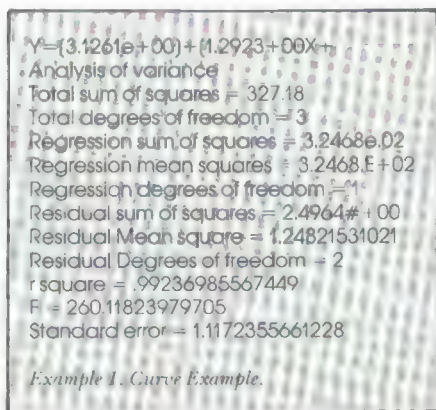 Y=(3.1261e+00)+(1.2923+00X+
Analysis of variance
Total sum of squares = 327.18
Total degrees of freedom = 3
Regression sum of squares = 3.2468e.02
Regression mean squares = 3.2468.E+02
Regression degrees of freedom = 1
Residual sum of squares = 2.4964#+00
Residual Mean square = 1.24821531021
Residual Degrees of freedom = 2
r square = .99236985567449
F = 260.11823979705
Standard error = 1.1172355661228
Example 1. Curve Example.